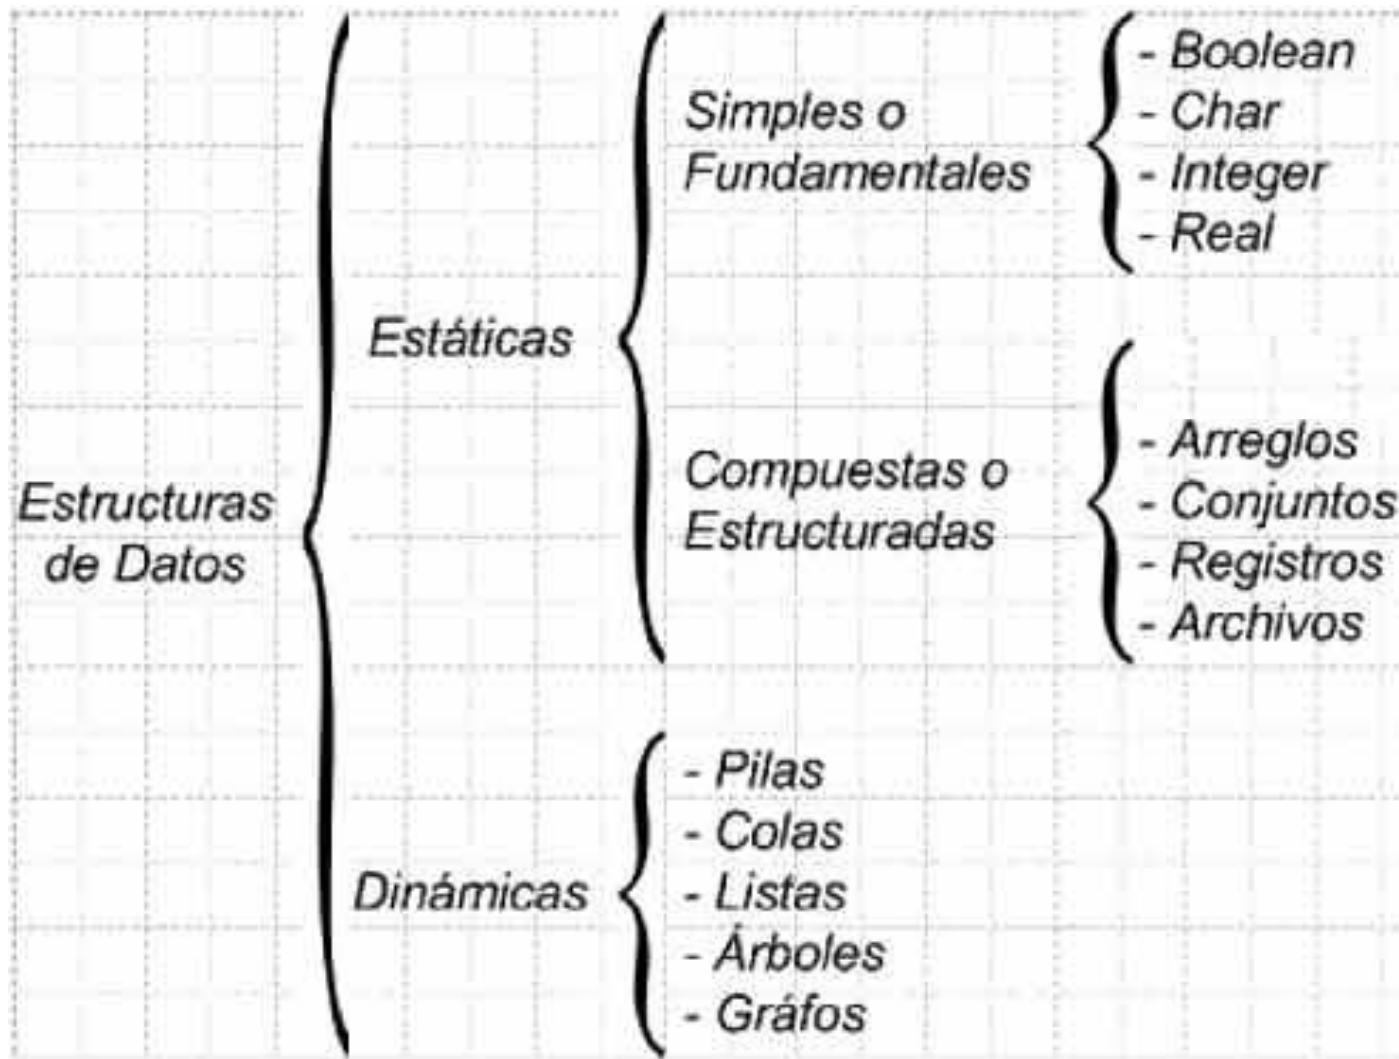 Estructuras
de Datos
Estáticas
Simples o
Fundamentales
- Boolean
- Char
- Integer
- Real
Compuestas o
Estructuradas
- Arreglos
- Conjuntos
- Registros
- Archivos
Dinámicas
- Pilas
- Colas
- Listas
- Árboles
- Gráfos